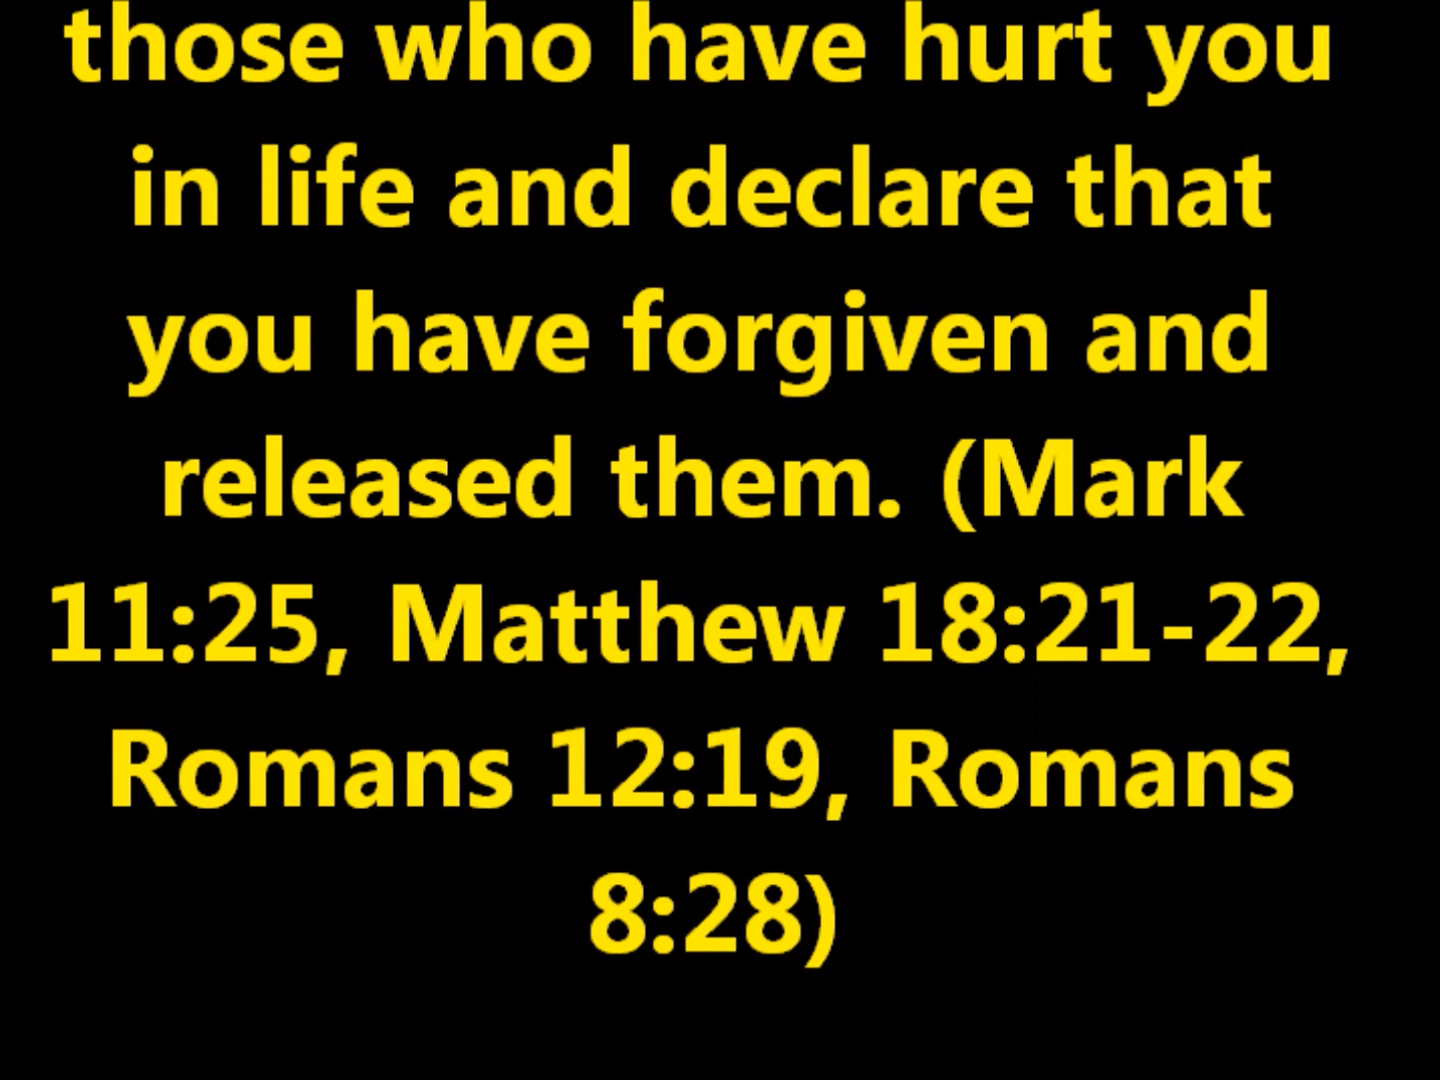 those who have hurt you
in life and declare that
you have forgiven and
released them. (Mark
11:25, Matthew 18:21-22,
Romans 12:19, Romans
8:28)